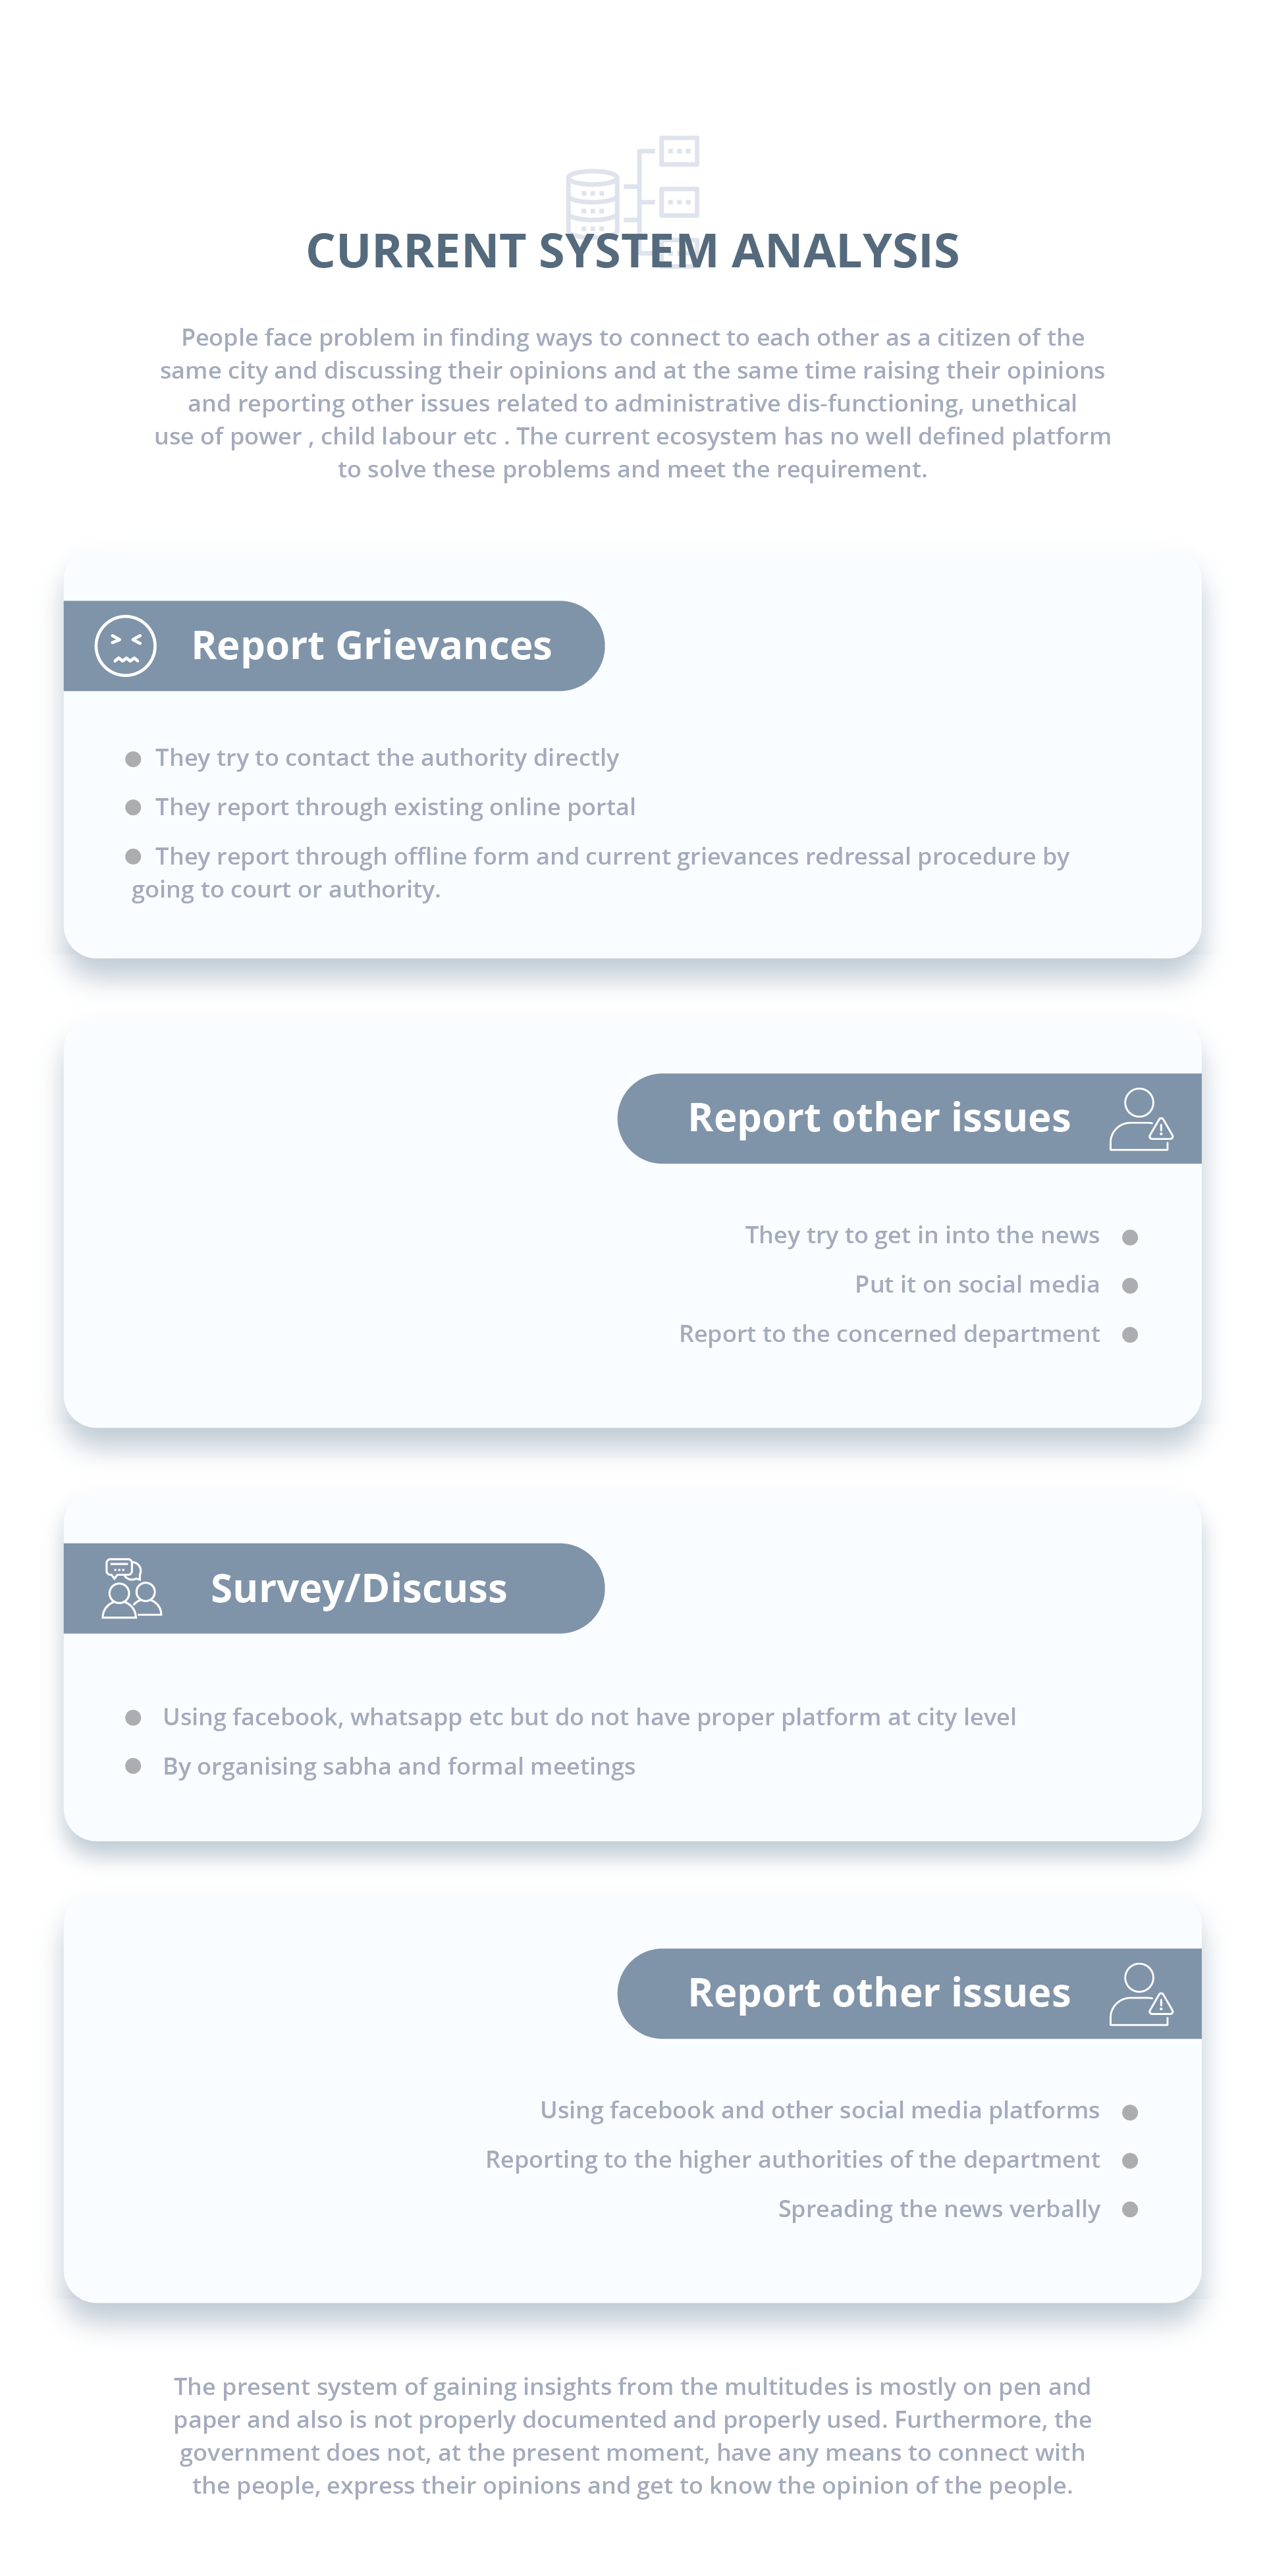 CURRENT SYSTEM ANALYSIS
People face problem in finding ways to connect to each other as a citizen of the
same city and discussing their opinions and at the same time raising their opinions
and reporting other issues related to administrative dis-functioning, unethical
use of power , child labour etc . The current ecosystem has no well defined platform
to solve these problems and meet the requirement.
Report Grievances
They try to contact the authority directly
They report through existing online portal
They report through offline form and current grievances redressal procedure by
going to court or authority.
Report other issues
They try to get in into the news
Put it on social media
Report to the concerned department
Survey/Discuss
Using facebook, whatsapp etc but do not have proper platform at city level
By organising sabha and formal meetings
Report other issues
Using facebook and other social media platforms
Reporting to the higher authorities of the department
Spreading the news verbally
The present system of gaining insights from the multitudes is mostly on pen and
paper and also is not properly documented and properly used. Furthermore, the
government does not, at the present moment, have any means to connect with
the people, express their opinions and get to know the opinion of the people.